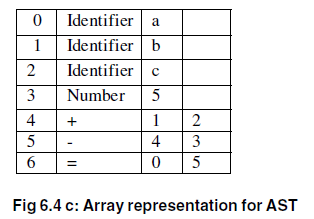 0 Identifier a
1 Identifier b
2 Identifier c
3 Number 5
4 + 1 2
5 - 4 3
6 = 0 5
Fig 6.4 c: Array representation for AST